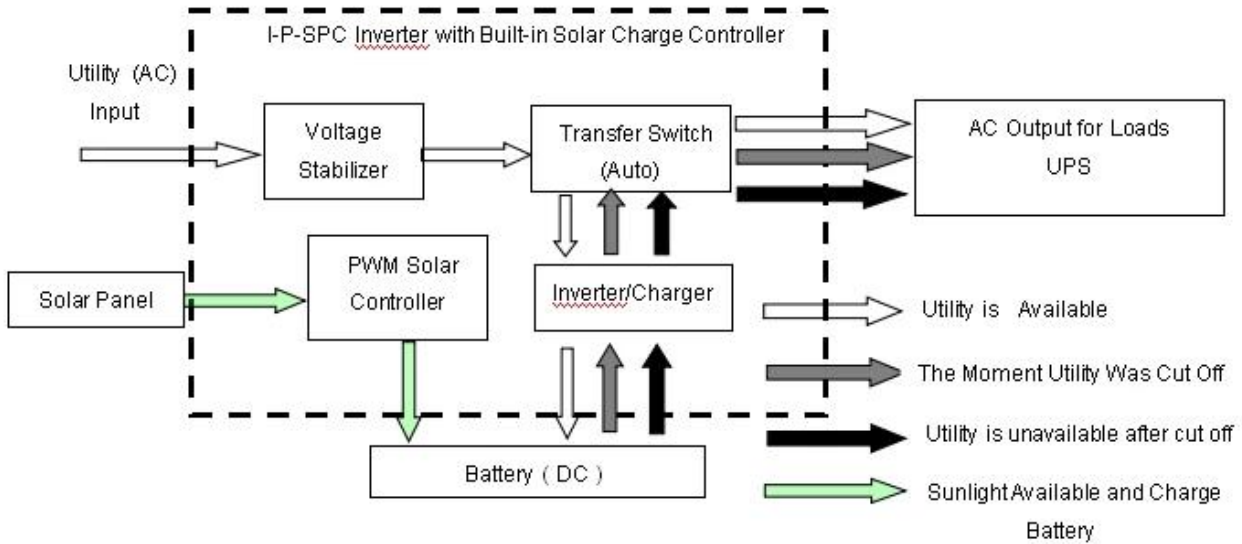 I-P-SPC Inverter with Built-in Solar Charge Controller
Utility (AC)
Input
Voltage
Stabilizer
Transfer Switch
(Auto)
AC Output for Loads
UPS
Solar Panel
PWM Solar
Controller
Inverter/Charger
Battery ( DC )
Utility is Available
The Moment Utility Was Cut Off
Utility is unavailable after cut off
Sunlight Available and Charge
Battery